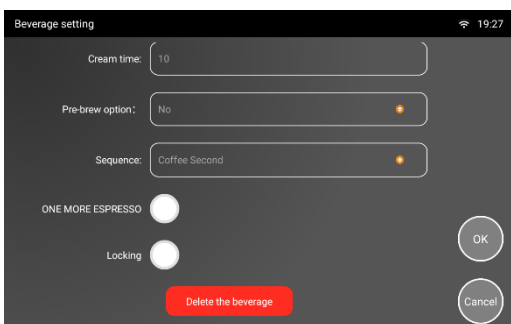 Beverage setting 19:27
Cream time: 10
Pre-brew option: No
Sequence: Coffee Second
ONE MORE ESPRESSO
Locking
OK
Delete the beverage
Cancel